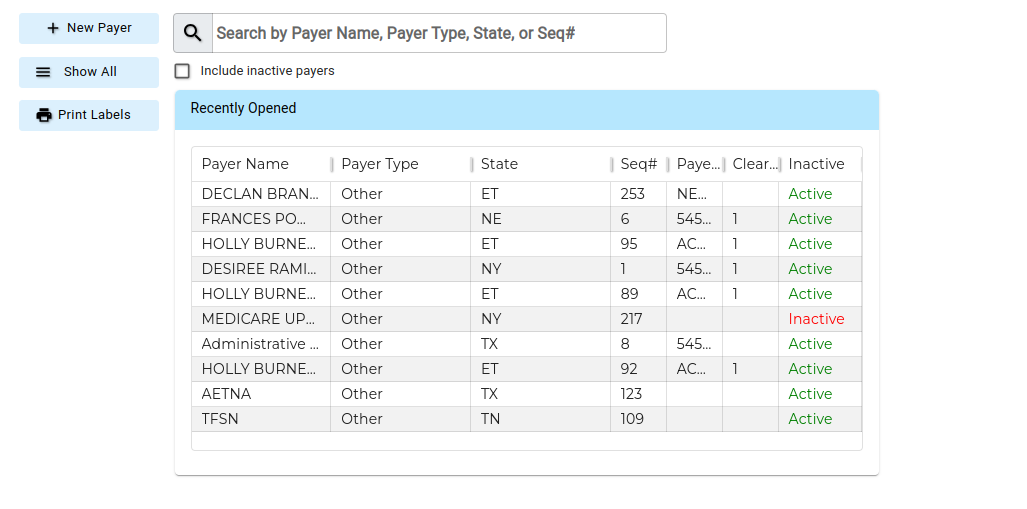 New Payer
Show All
Print Labels
Search by Payer Name, Payer Type, State, or Seq#
Include inactive payers
Recently Opened
Payer Name Payer Type State Seq# Paye... Clear... Inactive
DECLAN BRAN... Other ET 253 NE... Active
FRANCES PO... Other NE 6 545... 1 Active
HOLLY BURNE... Other ET 95 AC... 1 Active
DESIREE RAMI... Other NY 1 545... 1 Active
HOLLY BURNE... Other ET 89 AC... 1 Active
MEDICARE UP... Other NY 217 Inactive
Administrative ... Other TX 8 545... Active
HOLLY BURNE... Other ET 92 AC... 1 Active
AETNA Other TX 123 Active
TFSN Other TN 109 Active